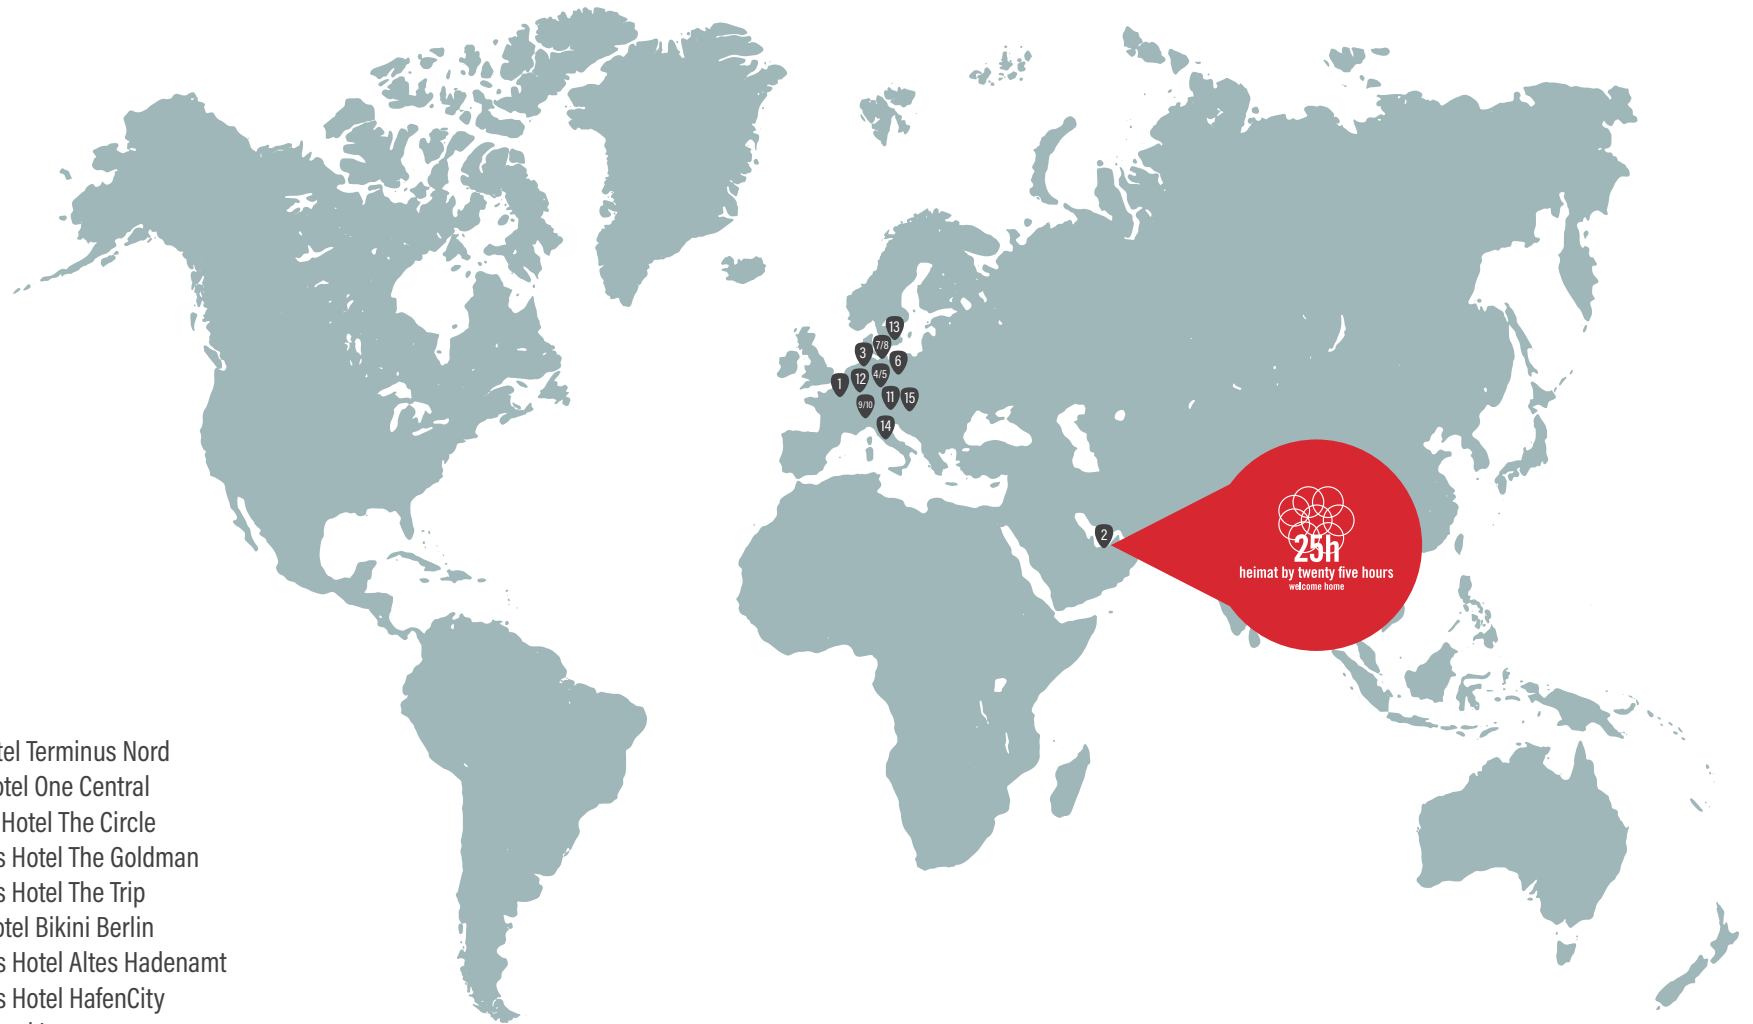 13
7/8
3
6
4/5
12
1
11
15
9/10
14
2
25h
heimat by twenty five hours
welcome home
tel Terminus Nord
otel One Central
Hotel The Circle
s Hotel The Goldman
s Hotel The Trip
otel Bikini Berlin
s Hotel Altes Hadenamt
s Hotel HafenCity